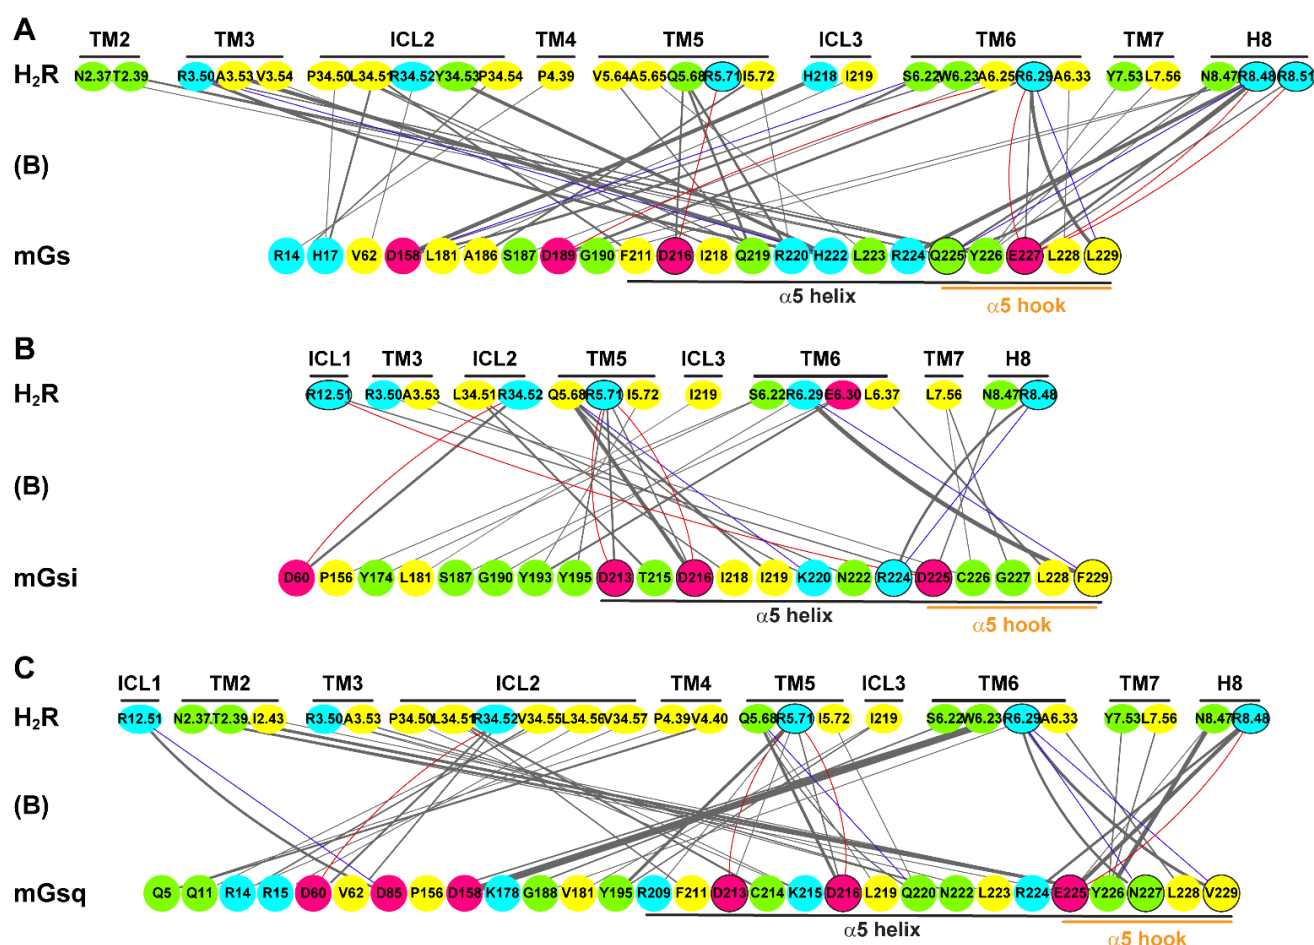 A
TM2 TM3 ICL2 TM4 TM5 ICL3 TM6 TM7 H8
H₂R N2.37 T2.39 R3.50 A3.53 V3.54 P34.50 L34.51 R34.52 Y34.53 P34.54 P4.39 V5.64 A5.65 Q5.68 R5.71 I5.72 H218 I219 S6.22 W6.23 A6.25 R6.29 A6.33 Y7.53 L7.56 N8.47 R8.48 R8.51
(B)
mGs R14 H17 V62 D158 L181 A186 S187 D189 G190 F211 D216 I218 Q219 R220 H222 L223 R224 Q225 Y226 E227 L228 L229
α5 helix
α5 hook
B
ICL1 TM3 ICL2 TM5 ICL3 TM6 TM7 H8
H₂R R12.51 R3.50 A3.53 L34.51 R34.52 Q5.68 R5.71 I5.72 I219 S6.22 R6.29 E6.30 L6.37 L7.56 N8.47 R8.48
(B)
mGsi D60 P156 Y174 L181 S187 G190 Y193 Y195 D213 T215 D216 I218 I219 K220 N222 R224 D225 C226 G227 L228 F229
α5 helix
α5 hook
C
ICL1 TM2 TM3 ICL2 TM4 TM5 ICL3 TM6 TM7 H8
H₂R R12.51 N2.37 T2.39 I2.43 R3.50 A3.53 P34.50 L34.51 R34.52 V34.55 L34.56 V34.57 P4.39 V4.40 Q5.68 R5.71 I5.72 I219 S6.22 W6.23 R6.29 A6.33 Y7.53 L7.56 N8.47 R8.48
(B)
mGsq Q5 Q11 R14 R15 D60 V62 D85 P156 D158 K178 G188 V181 Y195 R209 F211 D213 C214 K215 D216 L219 Q220 N222 L223 R224 E225 Y226 N227 L228 V229
α5 helix
α5 hook